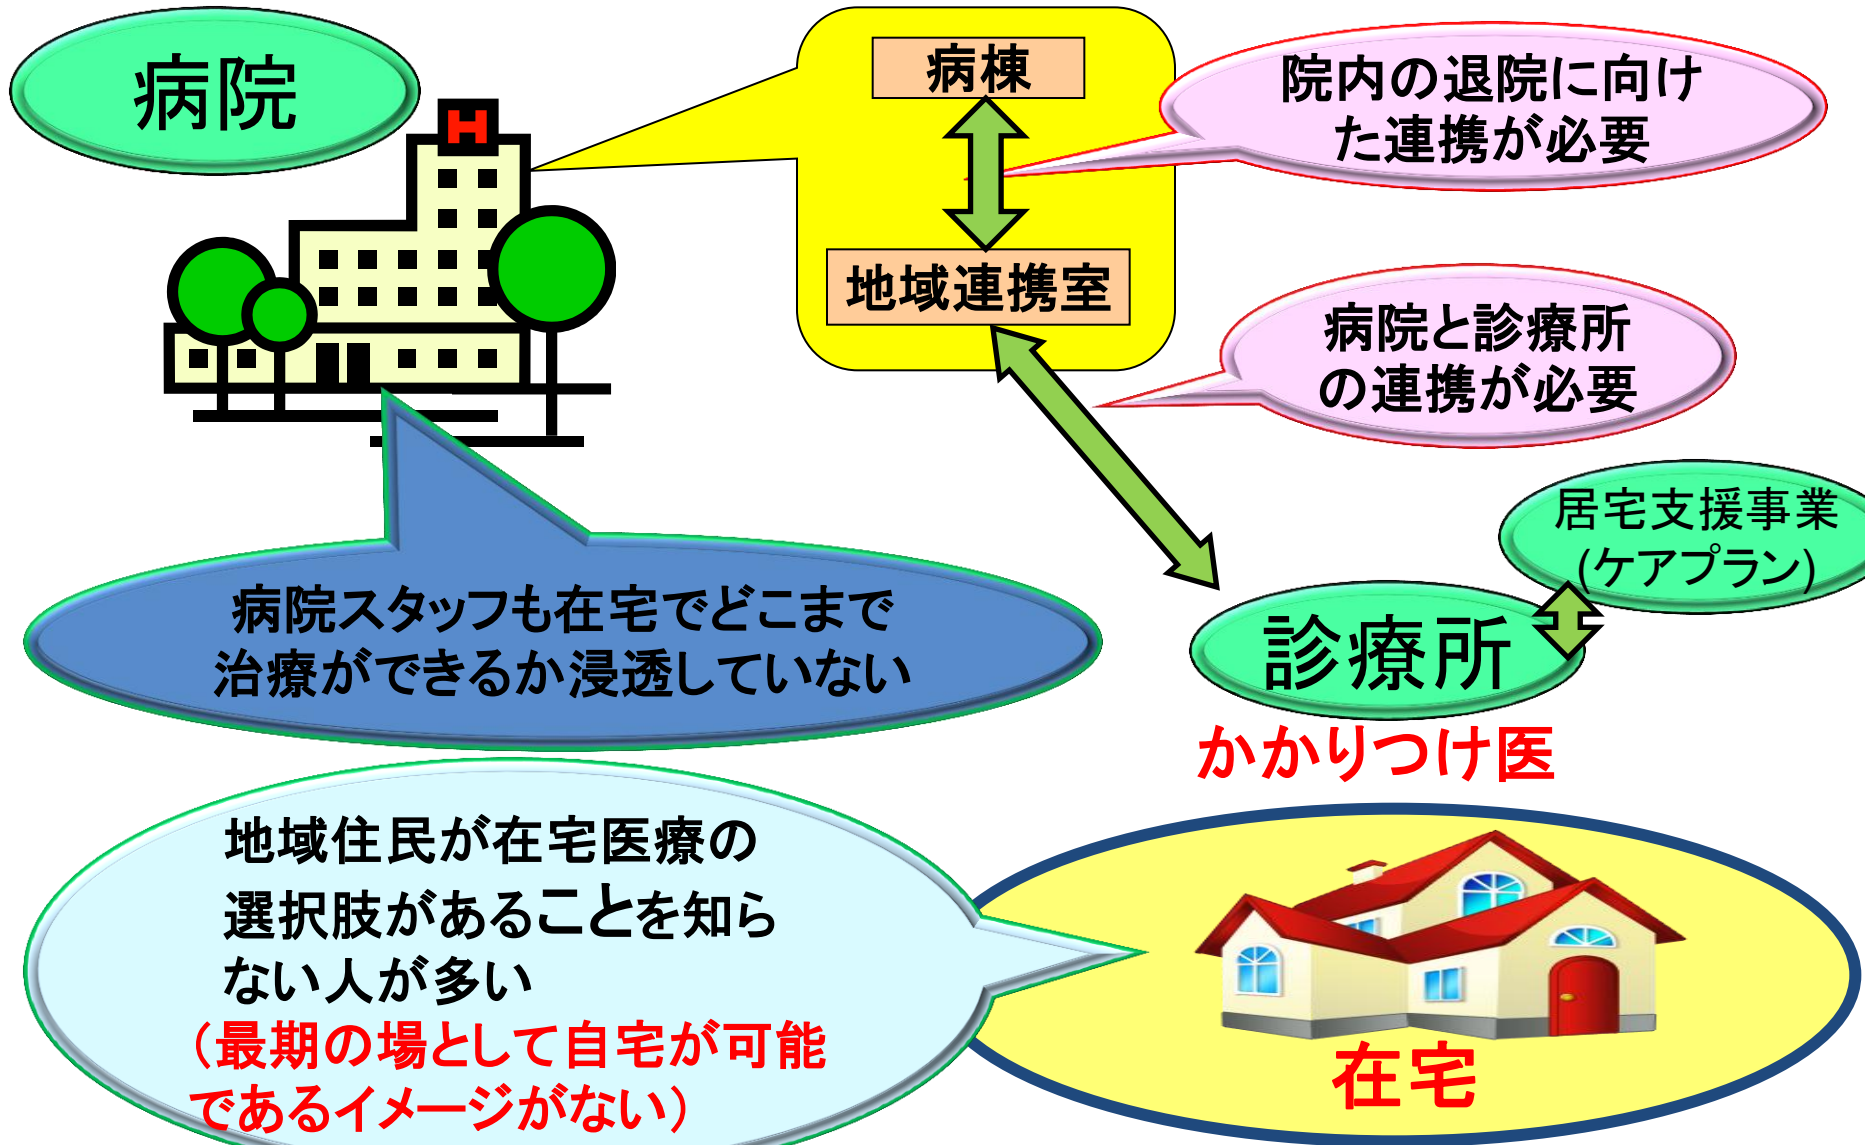 病院
H
病棟
院内の退院に向け
た連携が必要
地域連携室
病院と診療所
の連携が必要
居宅支援事業
(ケアプラン)
病院スタッフも在宅でどこまで
治療ができるか浸透していない
診療所
かかりつけ医
地域住民が在宅医療の
選択肢があることを知ら
ない人が多い
（最期の場として自宅が可能
であるイメージがない）
在宅